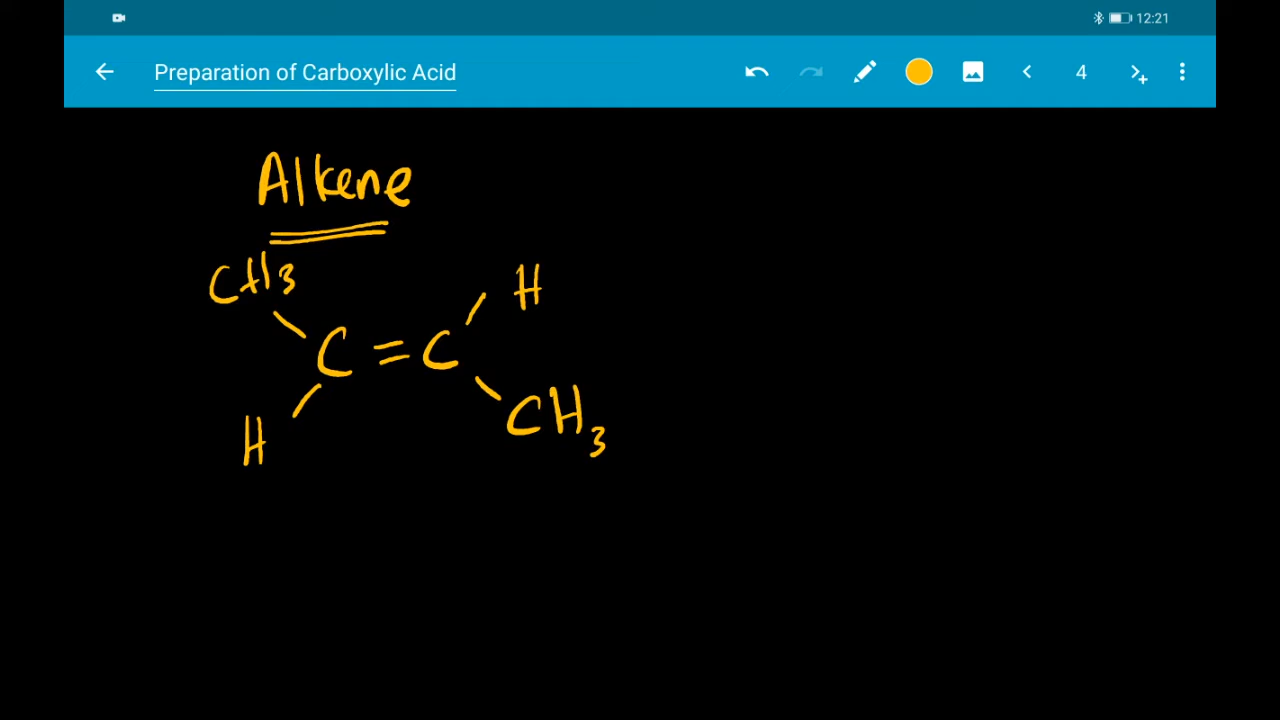 12:21
Preparation of Carboxylic Acid
4
Alkene
CH3 H
C = C
H CH3